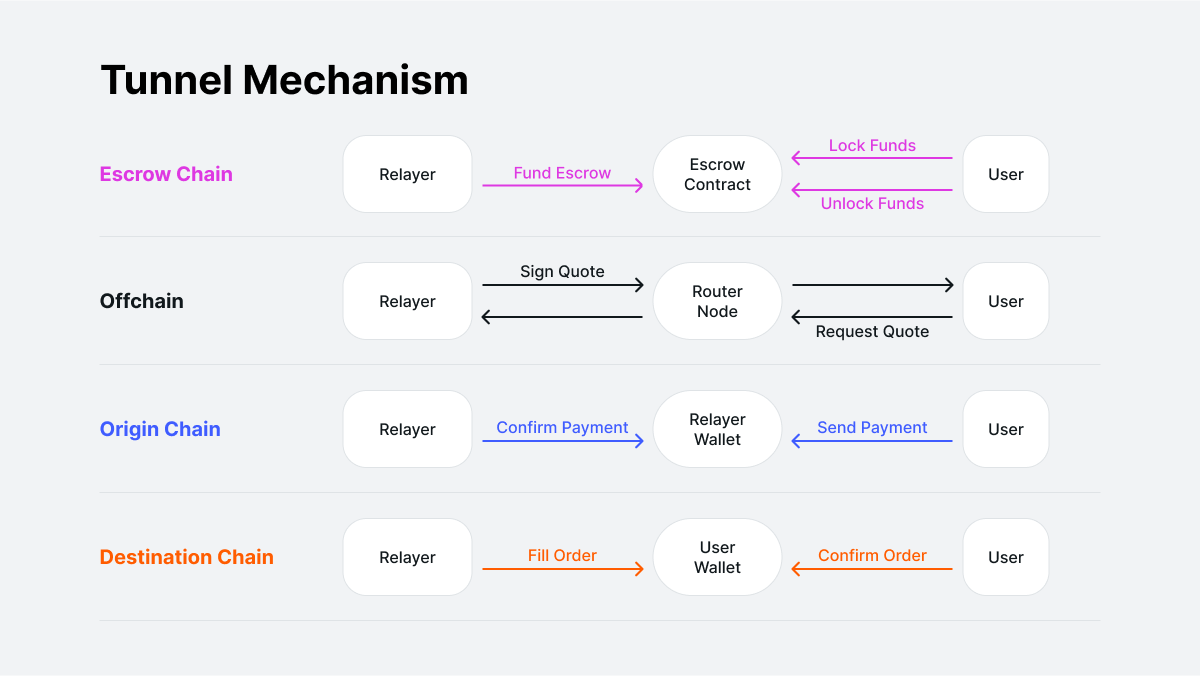 Tunnel Mechanism
Escrow Chain
Relayer
Fund Escrow
Escrow
Contract
Lock Funds
Unlock Funds
User
Offchain
Relayer
Sign Quote
Router
Node
Request Quote
User
Origin Chain
Relayer
Confirm Payment
Relayer
Wallet
Send Payment
User
Destination Chain
Relayer
Fill Order
User
Wallet
Confirm Order
User